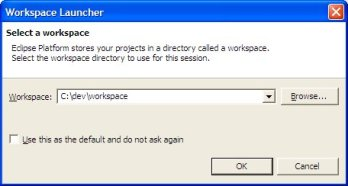 Workspace Launcher
Select a workspace
Eclipse Platform stores your projects in a directory called a workspace.
Select the workspace directory to use for this session.
Workspace: C:\dev\workspace Browse...
Use this as the default and do not ask again
OK Cancel